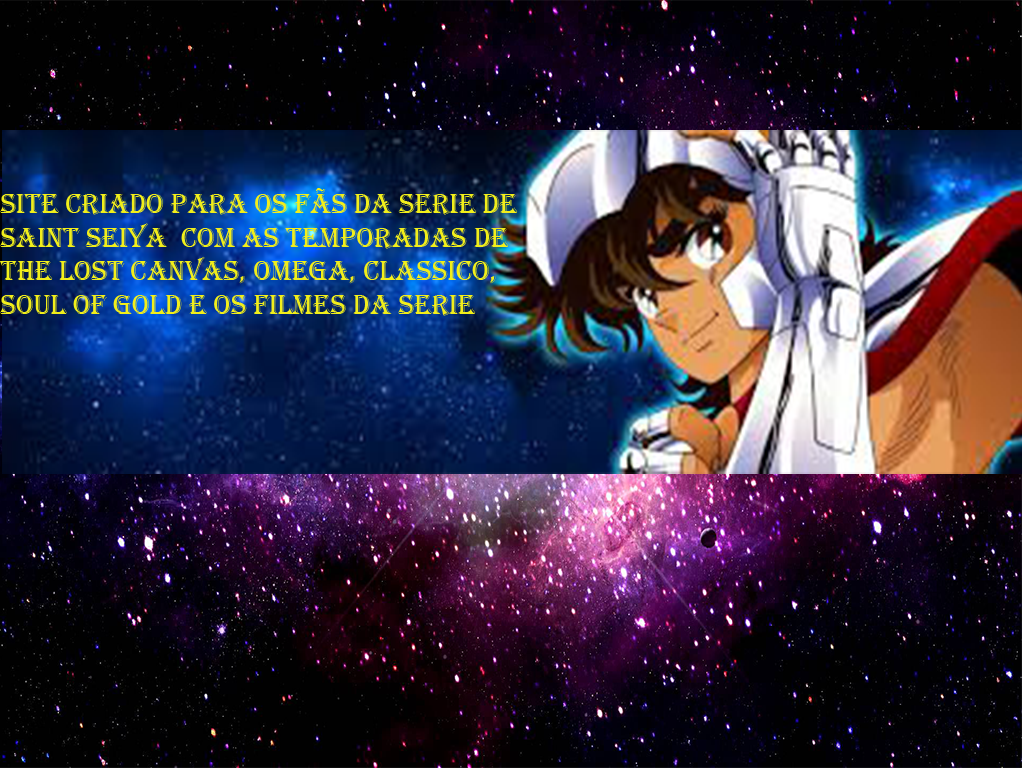 SITE CRIADO PARA OS FÃS DA SERIE DE
SAINT SEIYA COM AS TEMPORADAS DE
THE LOST CANVAS, OMEGA, CLASSICO,
SOUL OF GOLD E OS FILMES DA SERIE